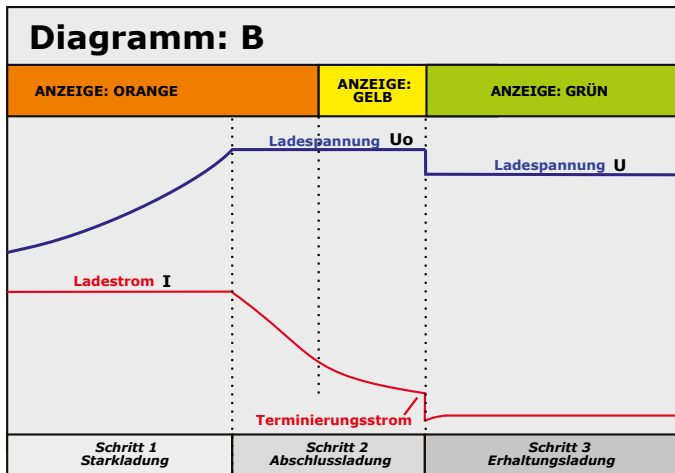 Diagramm: B
ANZEIGE: ORANGE
ANZEIGE:
GELB
ANZEIGE: GRÜN
Ladespannung Uo
Ladespannung U
Ladestrom I
Terminierungsstrom
Schritt 1
Starkladung
Schritt 2
Abschlussladung
Schritt 3
Erhaltungsladung